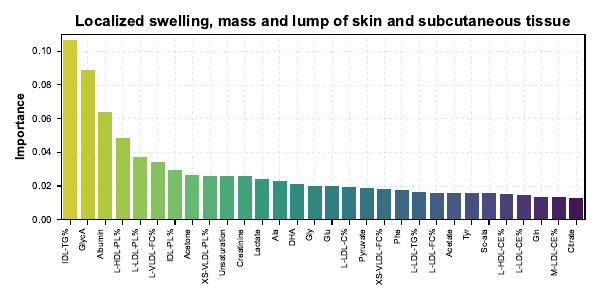 Localized swelling, mass and lump of skin and subcutaneous tissue
Importance
0.10
0.08
0.06
0.04
0.02
0.00
IDL-TG%
GlycA
Albumin
L-HDL-PL%
L-LDL-PL%
L-VLDL-FC%
IDL-PL%
Acetone
XS-VLDL-PL%
Unsaturation
Creatinine
Lactate
Ala
DHA
Gly
Glu
L-LDL-C%
Pyruvate
XS-VLDL-FC%
Phe
L-LDL-TG%
L-LDL-FC%
Acetate
Tyr
Sc-ala
L-HDL-CE%
L-LDL-CE%
Gln
M-LDL-CE%
Citrate